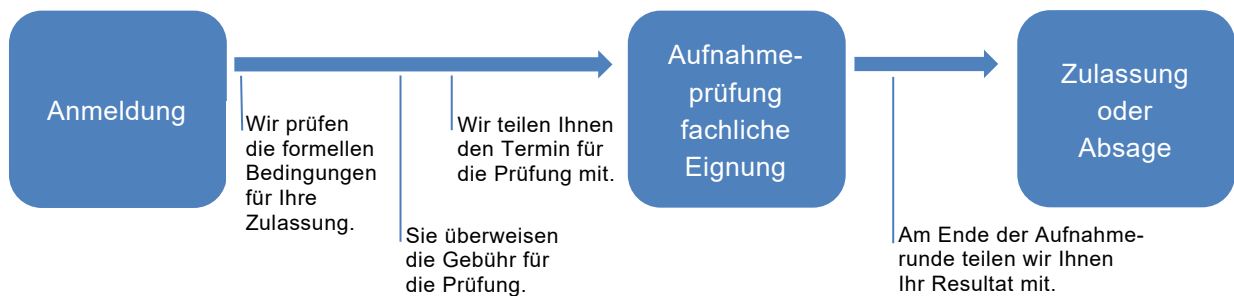 Anmeldung
Wir prüfen
die formellen
Bedingungen
für Ihre
Zulassung.
Sie überweisen
die Gebühr für
die Prüfung.
Wir teilen Ihnen
den Termin für
die Prüfung mit.
Aufnahme-
prüfung
fachliche
Eignung
Am Ende der Aufnahme-
runde teilen wir Ihnen
Ihr Resultat mit.
Zulassung
oder
Absage